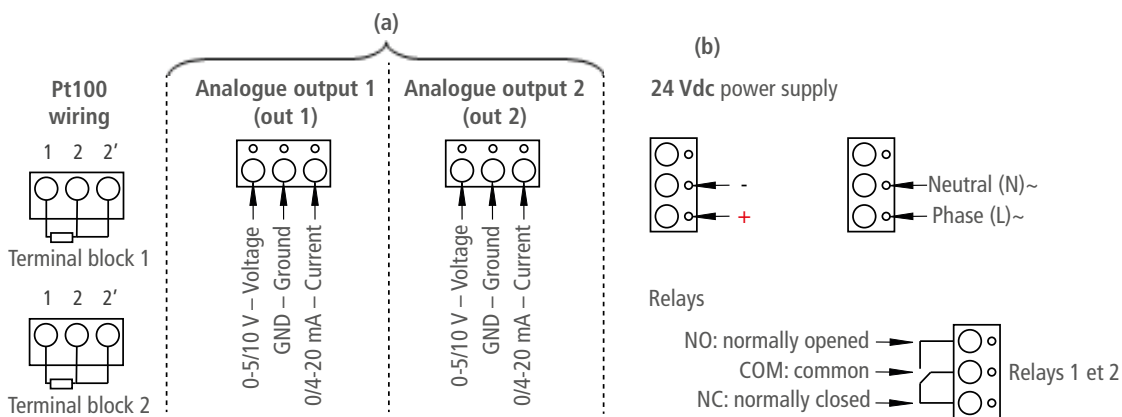 (a)
(b)
Pt100
wiring
1 2 2'
Terminal block 1
1 2 2'
Terminal block 2
Analogue output 1
(out 1)
0-5/10 V – Voltage
GND – Ground
0/4-20 mA – Current
Analogue output 2
(out 2)
0-5/10 V – Voltage
GND – Ground
0/4-20 mA – Current
24 Vdc power supply
-
+
Neutral (N)~
Phase (L)~
Relays
NO: normally opened
COM: common
NC: normally closed
Relays 1 et 2